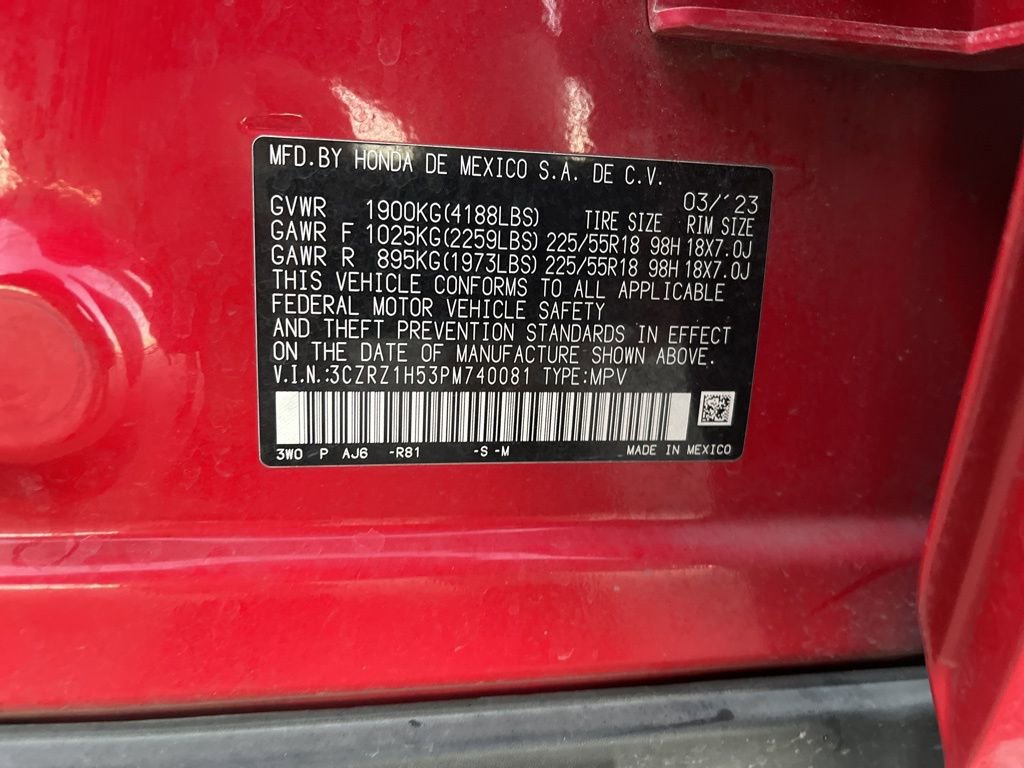 MFD.BY HONDA DE MEXICO S.A. DE C.V.
03/'23
GVWR 1900KG(4188LBS) TIRE SIZE RIM SIZE
GAWR F 1025KG(2259LBS) 225/55R18 98H 18X7.0J
GAWR R 895KG(1973LBS) 225/55R18 98H 18X7.0J
THIS VEHICLE CONFORMS TO ALL APPLICABLE
FEDERAL MOTOR VEHICLE SAFETY
AND THEFT PREVENTION STANDARDS IN EFFECT
ON THE DATE OF MANUFACTURE SHOWN ABOVE.
V.I.N.:3CZRZ1H53PM740081 TYPE:MPV
3W0 P AJ6 -R81 -S -M MADE IN MEXICO